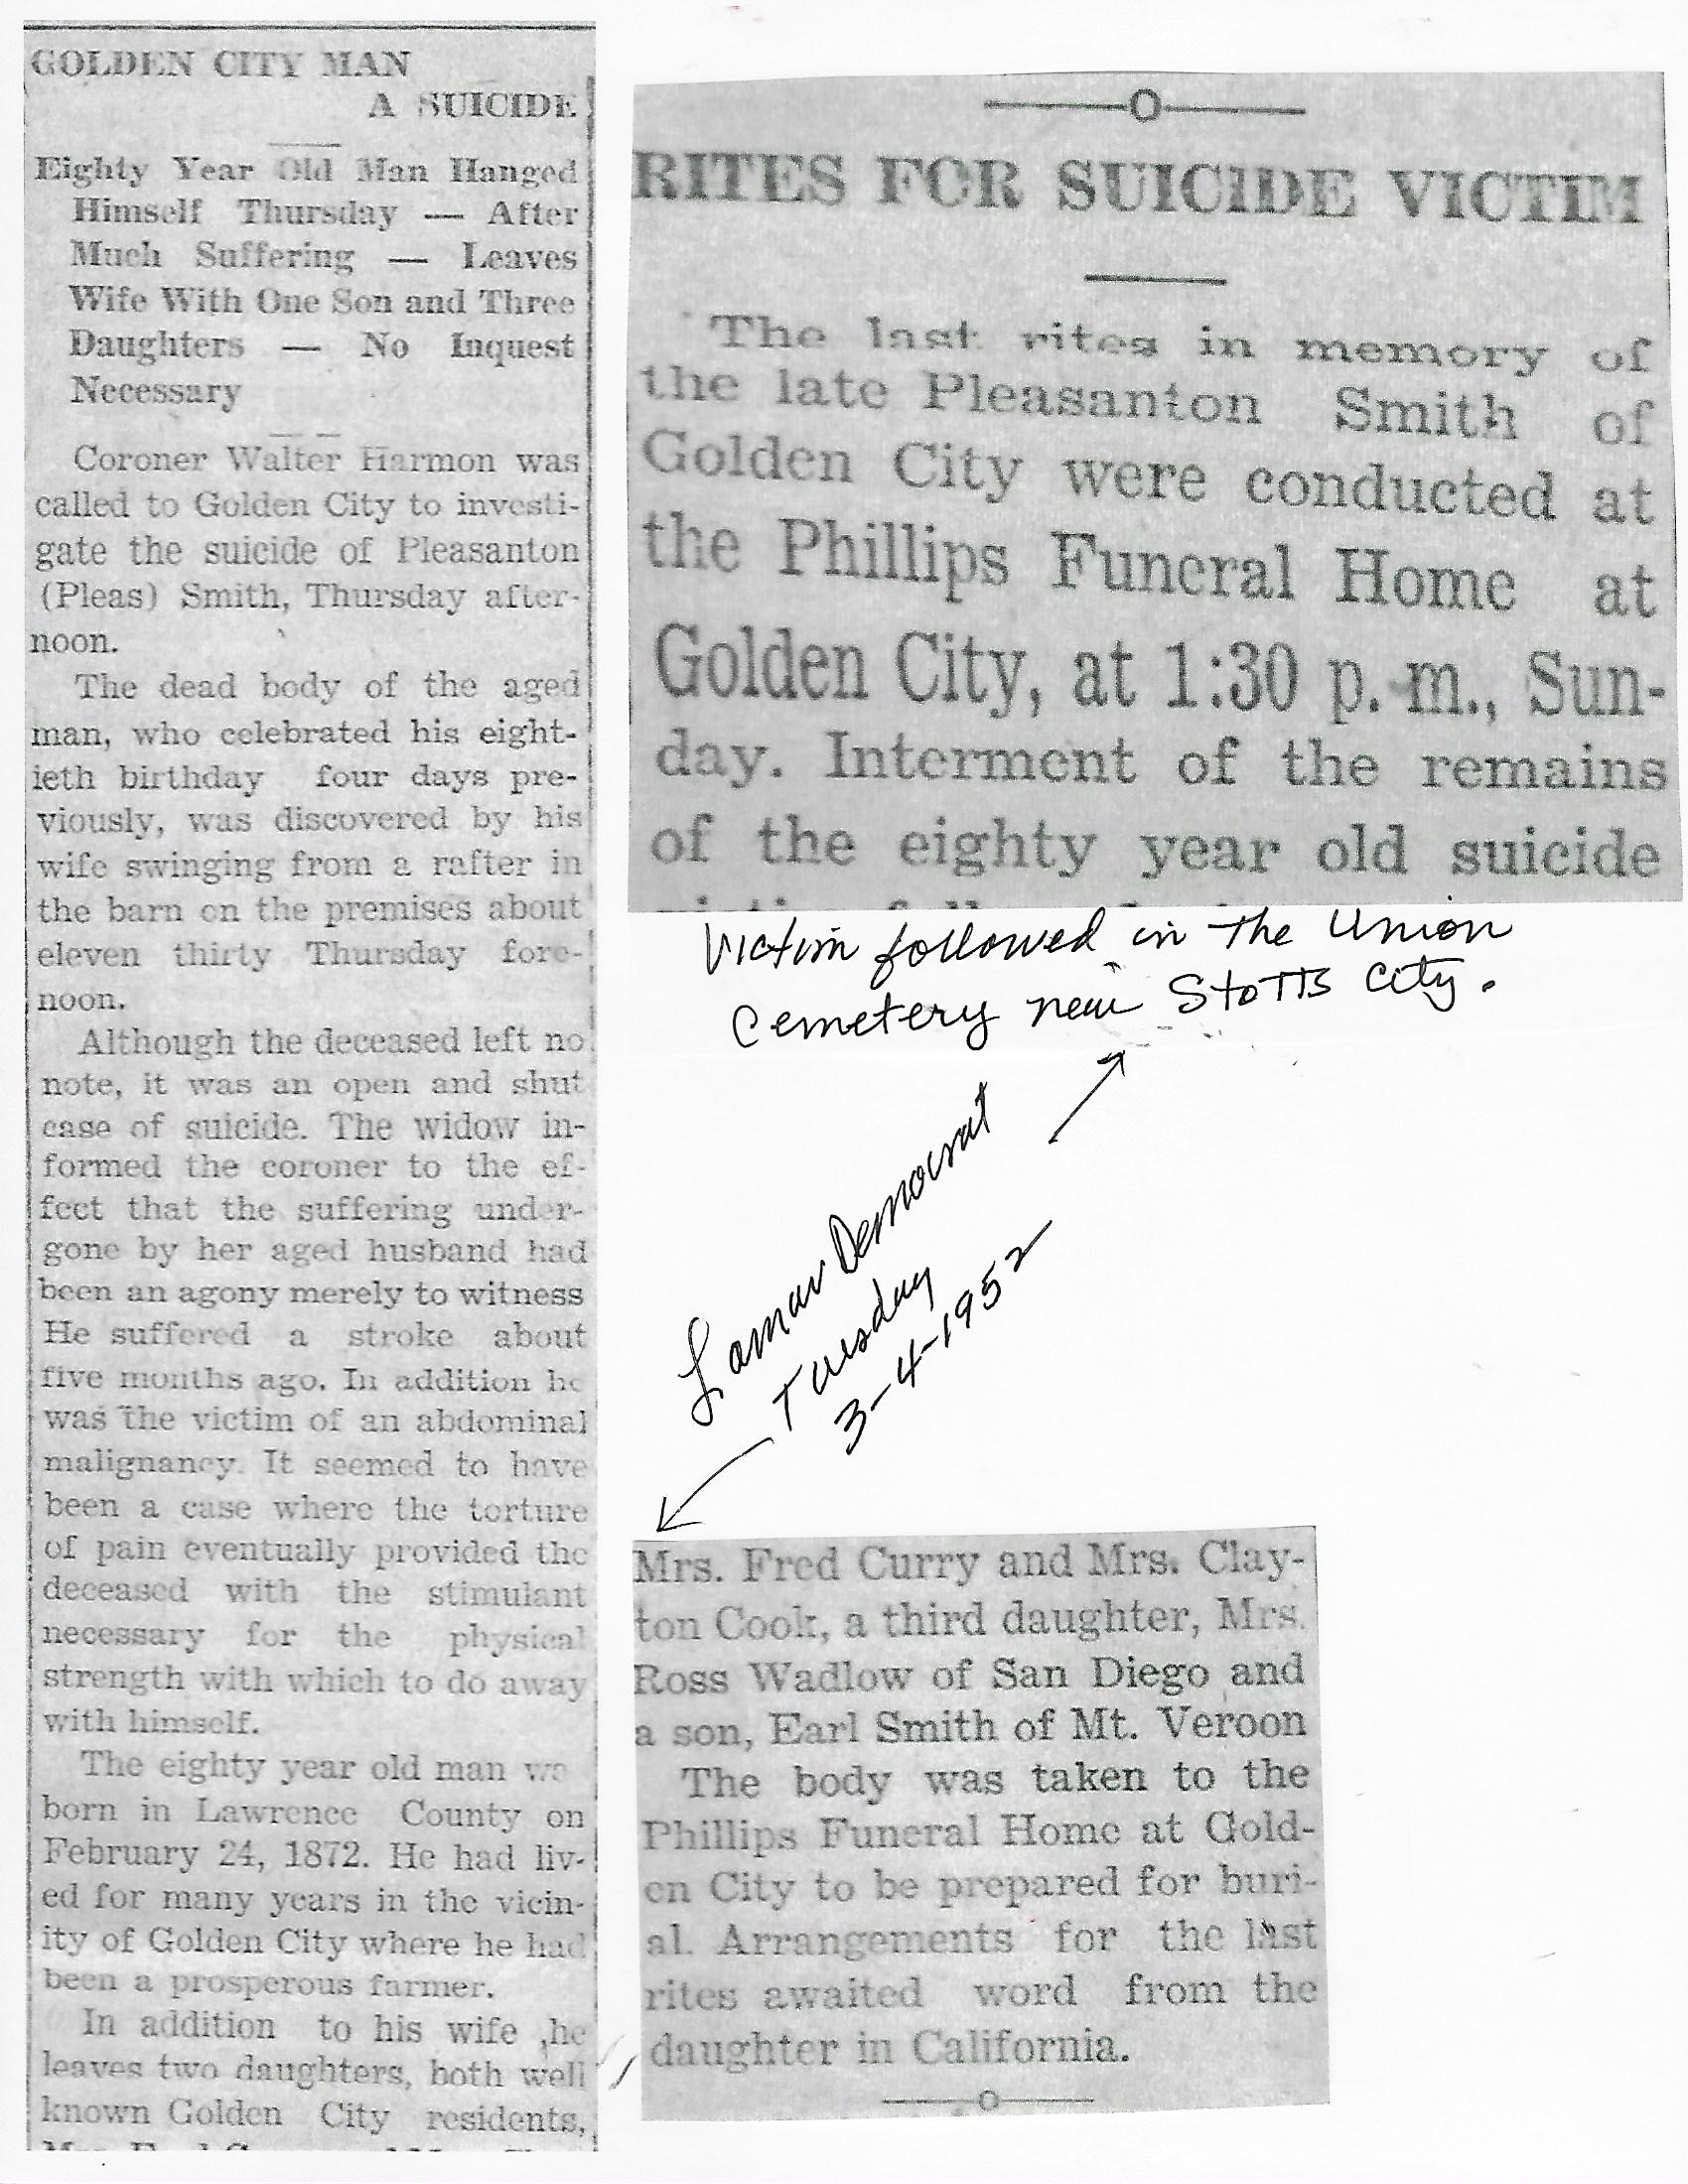 GOLDEN CITY MAN
A SUICIDE
Eighty Year Old Man Hanged
Himself Thursday — After
Much Suffering — Leaves
Wife With One Son and Three
Daughters — No Inquest
Necessary
Coroner Walter Harmon was
called to Golden City to investi-
gate the suicide of Pleasanton
(Pleas) Smith, Thursday after-
noon.
The dead body of the aged
man, who celebrated his eight-
ieth birthday four days pre-
viously, was discovered by his
wife swinging from a rafter in
the barn on the premises about
eleven thirty Thursday fore-
noon.
Although the deceased left no
note, it was an open and shut
case of suicide. The widow in-
formed the coroner to the ef-
fect that the suffering under-
gone by her aged husband had
been an agony merely to witness
He suffered a stroke about
five months ago. In addition he
was the victim of an abdominal
malignancy. It seemed to have
been a case where the torture
of pain eventually provided the
deceased with the stimulant
necessary for the physical
strength with which to do away
with himself.
The eighty year old man wa
born in Lawrence County on
February 24, 1872. He had liv-
ed for many years in the vicin-
ity of Golden City where he had
been a prosperous farmer.
In addition to his wife ,he
leaves two daughters, both well
known Golden City residents,
Mrs. Fred Curry and Mrs. Clay-
ton Cook, a third daughter, Mrs.
Ross Wadlow of San Diego and
a son, Earl Smith of Mt. Veroon
The body was taken to the
Phillips Funeral Home at Gold-
en City to be prepared for buri-
al. Arrangements for the last
rites awaited word from the
daughter in California.
RITES FOR SUICIDE VICTIM
The last rites in memory of
the late Pleasanton Smith of
Golden City were conducted at
the Phillips Funeral Home at
Golden City, at 1:30 p. m., Sun-
day. Interment of the remains
of the eighty year old suicide
Victim followed in The Union
Cemetery near Stotts City.
Lamar Democrat
Tuesday
3-4-1952